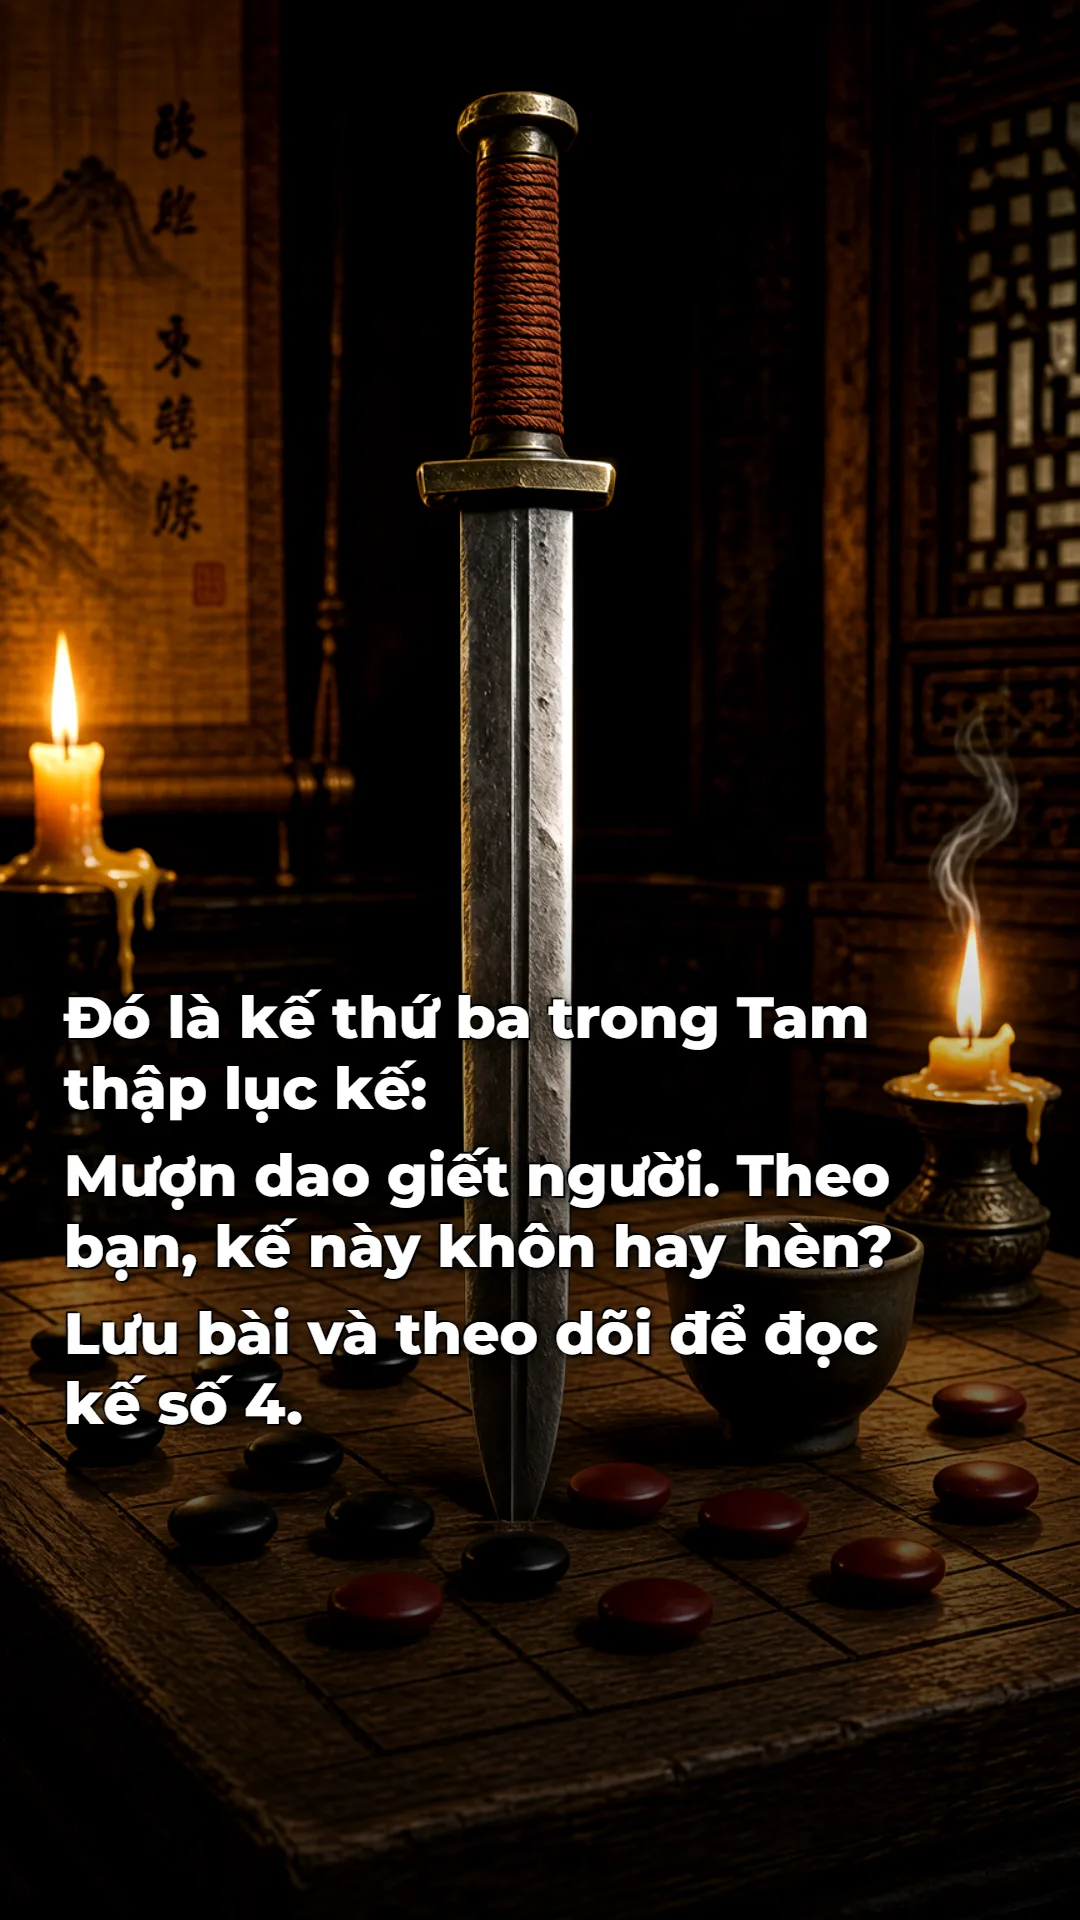 Đó là kế thứ ba trong Tam
thập lục kế:
Mượn dao giết người. Theo
bạn, kế này khôn hay hèn?
Lưu bài và theo dõi để đọc
kế số 4.